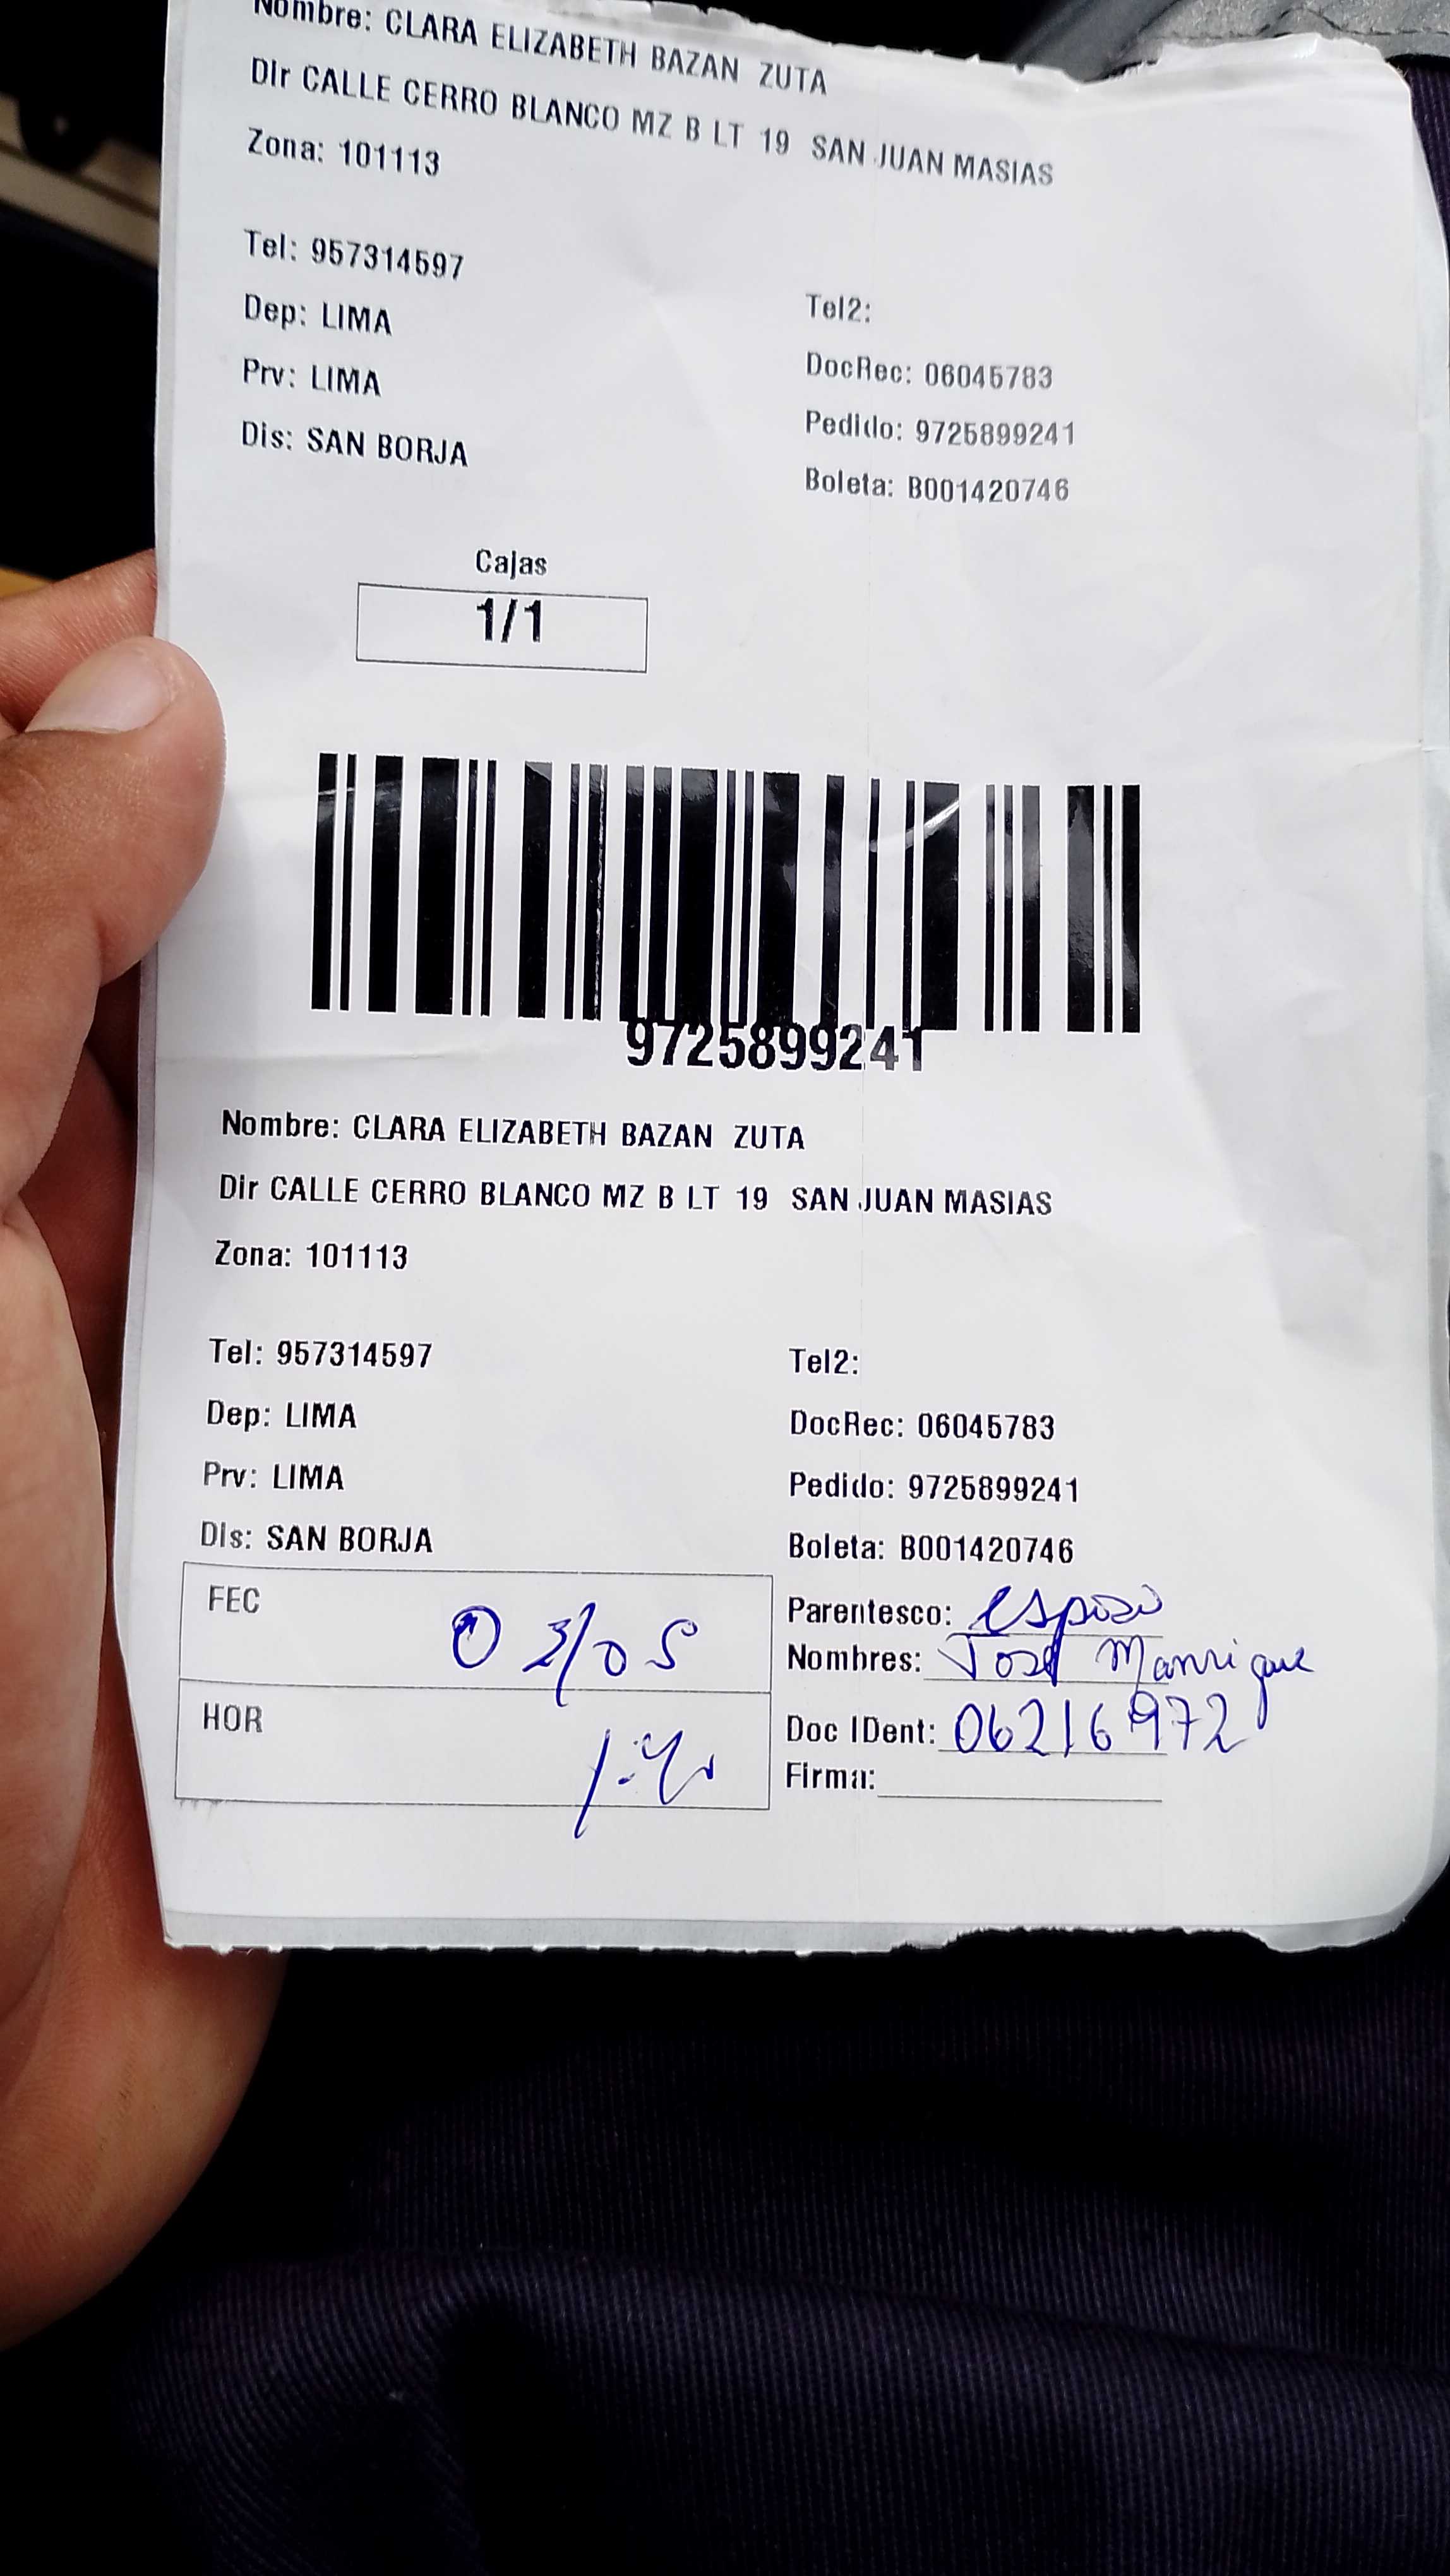 Nombre: CLARA ELIZABETH BAZAN ZUTA
Dir CALLE CERRO BLANCO MZ B LT 19 SAN JUAN MASIAS
Zona: 101113
Tel: 957314597
Tel2:
Dep: LIMA
DocRec: 06045783
Prv: LIMA
Pedido: 9725899241
Dis: SAN BORJA
Boleta: B001420746
Cajas
1/1
9725899241
Nombre: CLARA ELIZABETH BAZAN ZUTA
Dir CALLE CERRO BLANCO MZ B LT 19 SAN JUAN MASIAS
Zona: 101113
Tel: 957314597
Tel2:
Dep: LIMA
DocRec: 06045783
Prv: LIMA
Pedido: 9725899241
Dis: SAN BORJA
Boleta: B001420746
FEC
Parentesco: esposo
Nombres: José Manrique
HOR
Doc IDent: 06216972
Firma: